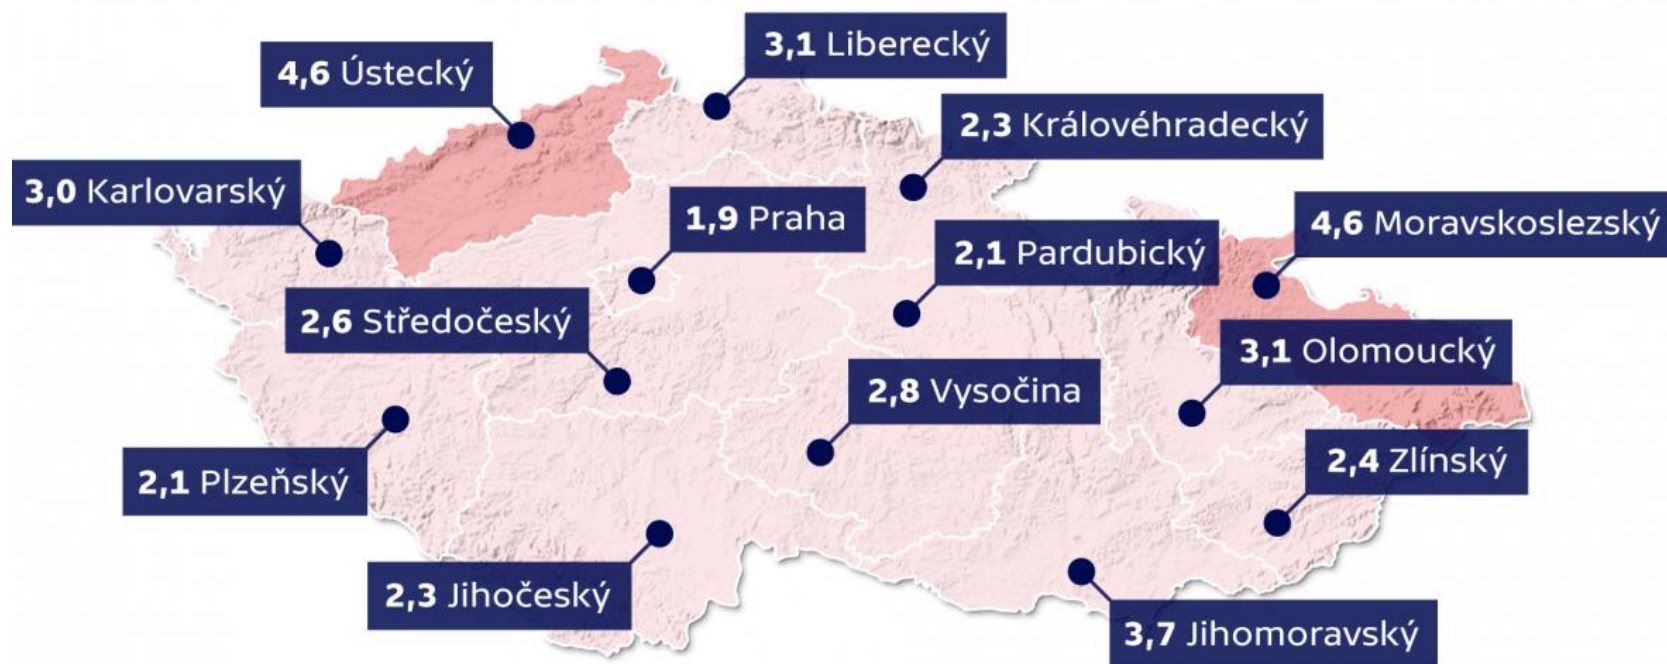 3,1 Liberecký
4,6 Ústecký
2,3 Královéhradecký
3,0 Karlovarský
1,9 Praha
4,6 Moravskoslezský
2,1 Pardubický
2,6 Středočeský
3,1 Olomoucký
2,8 Vysočina
2,4 Zlínský
2,1 Plzeňský
2,3 Jihočeský
3,7 Jihomoravský